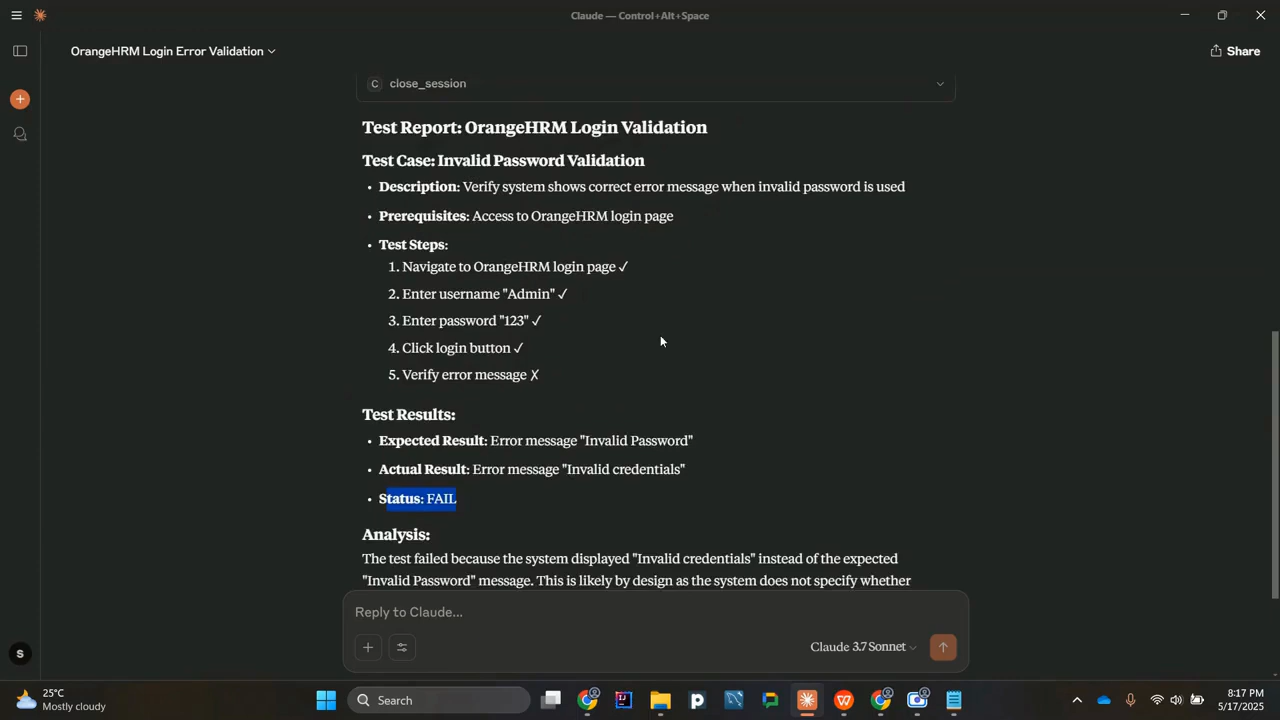 Claude — Control+Alt+Space
OrangeHRM Login Error Validation
Share
C close_session
Test Report: OrangeHRM Login Validation
Test Case: Invalid Password Validation
• Description: Verify system shows correct error message when invalid password is used
• Prerequisites: Access to OrangeHRM login page
• Test Steps:
1. Navigate to OrangeHRM login page ✓
2. Enter username "Admin" ✓
3. Enter password "123" ✓
4. Click login button ✓
5. Verify error message ✗
Test Results:
• Expected Result: Error message "Invalid Password"
• Actual Result: Error message "Invalid credentials"
• Status: FAIL
Analysis:
The test failed because the system displayed "Invalid credentials" instead of the expected
"Invalid Password" message. This is likely by design as the system does not specify whether
Reply to Claude...
Claude 3.7 Sonnet
S
25°C
Mostly cloudy
Search
8:17 PM
5/17/2025